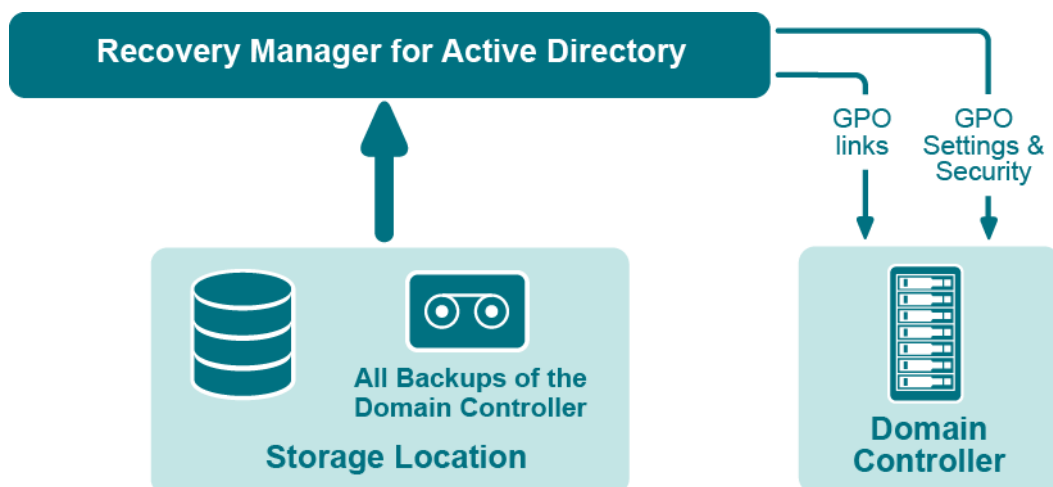 Recovery Manager for Active Directory
GPO
links
GPO
Settings &
Security
All Backups of the
Domain Controller
Storage Location
Domain
Controller